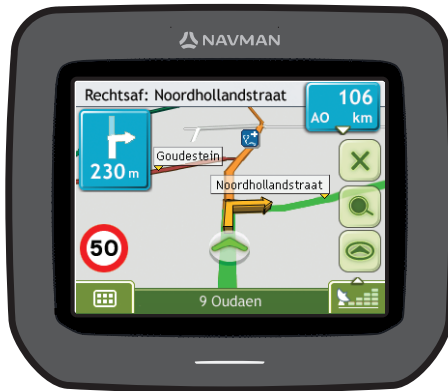 NAVMAN
Rechtsaf: Noordhollandstraat
106
AO km
230 m
Goudestein
Noordhollandstraat
50
9 Oudaen